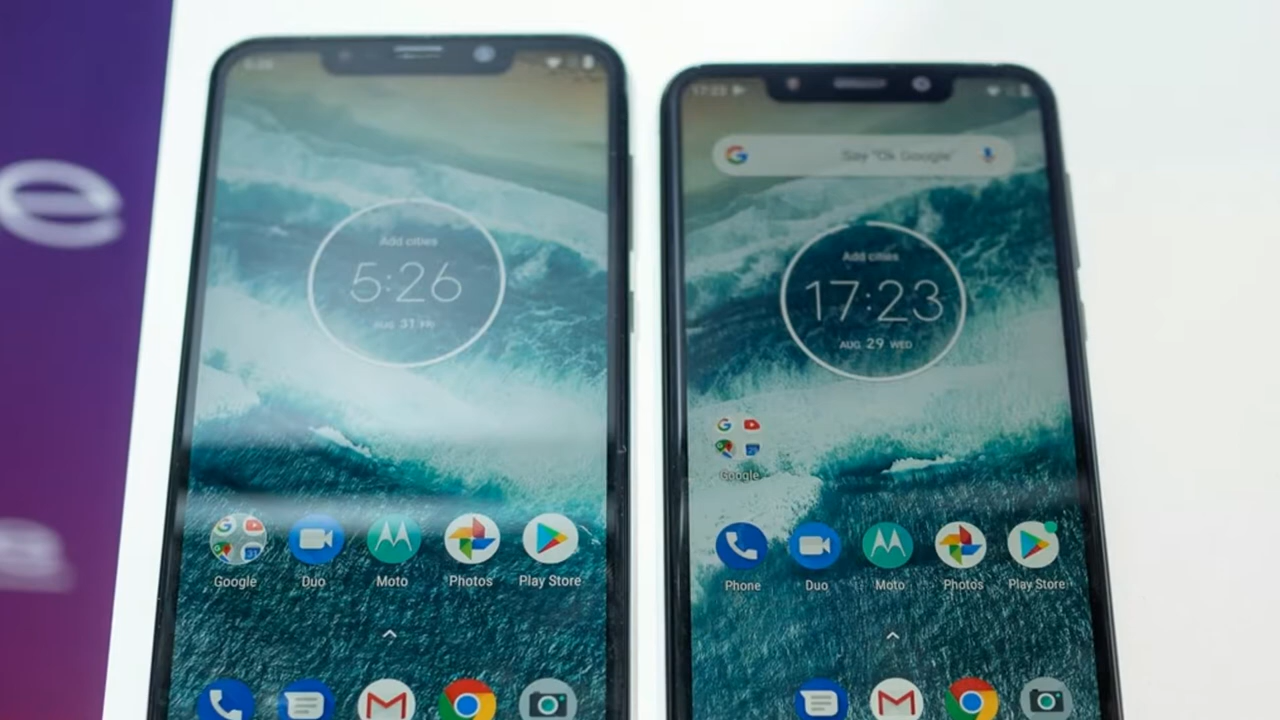 e
Add cities
5:26
AUG 31 FRI
Google
Duo
Moto
Photos
Play Store
17:23
Say "Ok Google"
Add cities
17:23
AUG 29 WED
Google
Phone
Duo
Moto
Photos
Play Store